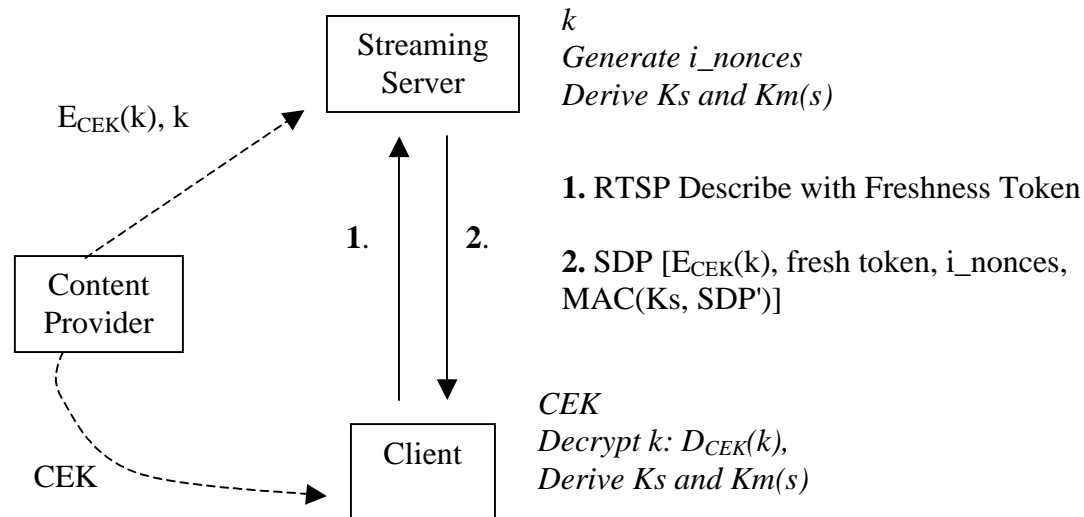 Streaming
Server
k
Generate i_nonces
Derive Ks and Km(s)
E_CEK(k), k
1.
2.
1. RTSP Describe with Freshness Token
2. SDP [E_CEK(k), fresh token, i_nonces,
MAC(Ks, SDP')]
Content
Provider
CEK
Client
CEK
Decrypt k: D_CEK(k),
Derive Ks and Km(s)